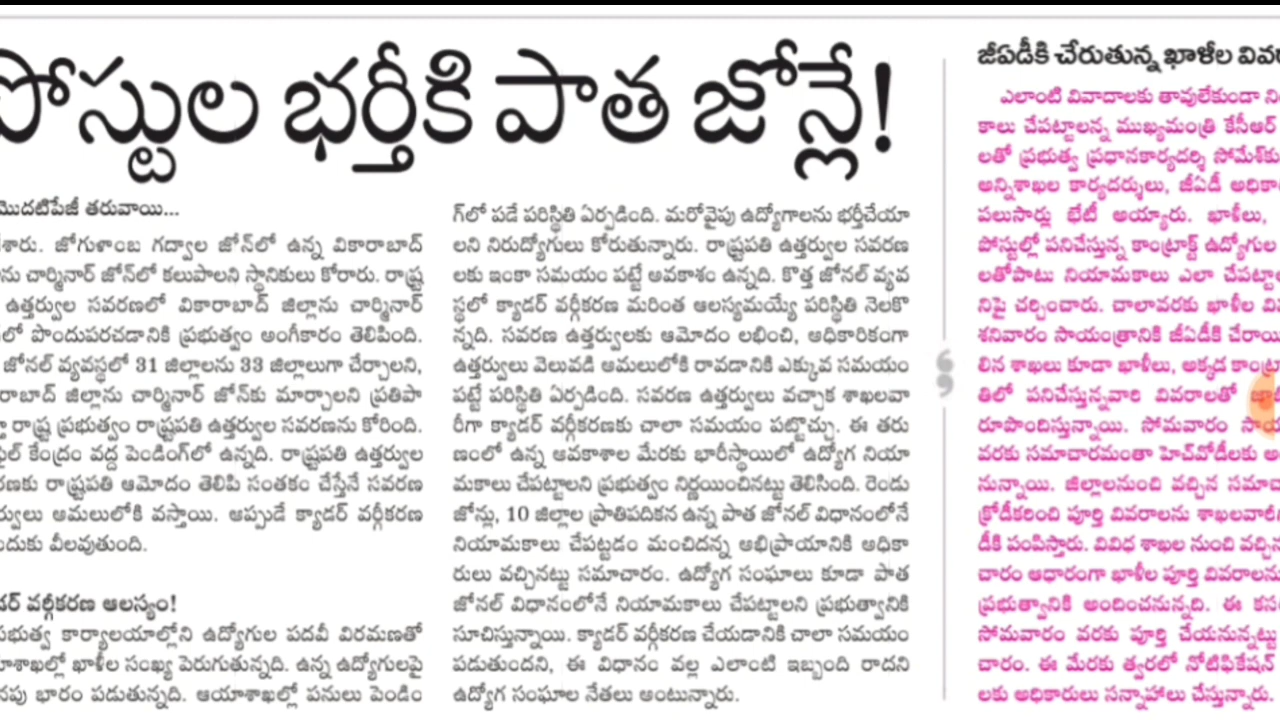 పోస్టుల భర్తీకి పాత జోన్లే!
మొదటిపేజీ తరువాయి...
శారు. జోగుళాంబ గద్వాల జోన్‌లో ఉన్న వికారాబాద్
ను చార్మినార్ జోన్‌లో కలుపాలని స్థానికులు కోరారు. రాష్ట్ర
ఉత్తర్వుల సవరణలో వికారాబాద్ జిల్లాను చార్మినార్
లో పొందుపరచడానికి ప్రభుత్వం అంగీకారం తెలిపింది.
జోనల్ వ్యవస్థలో 31 జిల్లాలను 33 జిల్లాలుగా చేర్చాలని,
రాబాద్ జిల్లాను చార్మినార్ జోన్‌కు మార్చాలని ప్రతిపా
రాష్ట్ర ప్రభుత్వం రాష్ట్రపతి ఉత్తర్వుల సవరణను కోరింది.
ఫైల్ కేంద్రం వద్ద పెండింగ్‌లో ఉన్నది. రాష్ట్రపతి ఉత్తర్వుల
రణకు రాష్ట్రపతి ఆమోదం తెలిపి సంతకం చేస్తేనే సవరణ
ర్వులు అమలులోకి వస్తాయి. అప్పుడే క్యాడర్ వర్గీకరణ
ందుకు వీలవుతుంది.
డర్ వర్గీకరణ ఆలస్యం!
ప్రభుత్వ కార్యాలయాల్లోని ఉద్యోగుల పదవీ విరమణతో
శాఖల్లో ఖాళీల సంఖ్య పెరుగుతున్నది. ఉన్న ఉద్యోగులపై
నపు భారం పడుతున్నది. ఆయాశాఖల్లో పనులు పెండిం
గ్‌లో పడే పరిస్థితి ఏర్పడింది. మరోవైపు ఉద్యోగాలను భర్తీచేయా
లని నిరుద్యోగులు కోరుతున్నారు. రాష్ట్రపతి ఉత్తర్వుల సవరణ
లకు ఇంకా సమయం పట్టే అవకాశం ఉన్నది. కొత్త జోనల్ వ్యవ
స్థలో క్యాడర్ వర్గీకరణ మరింత ఆలస్యమయ్యే పరిస్థితి నెలకొ
న్నది. సవరణ ఉత్తర్వులకు ఆమోదం లభించి, అధికారికంగా
ఉత్తర్వులు వెలువడి అమలులోకి రావడానికి ఎక్కువ సమయం
పట్టే పరిస్థితి ఏర్పడింది. సవరణ ఉత్తర్వులు వచ్చాక శాఖలవా
రీగా క్యాడర్ వర్గీకరణకు చాలా సమయం పట్టొచ్చు. ఈ తరు
ణంలో ఉన్న అవకాశాల మేరకు భారీస్థాయిలో ఉద్యోగ నియా
మకాలు చేపట్టాలని ప్రభుత్వం నిర్ణయించినట్టు తెలిసింది. రెండు
జోన్లు, 10 జిల్లాల ప్రాతిపదికన ఉన్న పాత జోనల్ విధానంలోనే
నియామకాలు చేపట్టడం మంచిదన్న అభిప్రాయానికి అధికా
రులు వచ్చినట్టు సమాచారం. ఉద్యోగ సంఘాలు కూడా పాత
జోనల్ విధానంలోనే నియామకాలు చేపట్టాలని ప్రభుత్వానికి
సూచిస్తున్నాయి. క్యాడర్ వర్గీకరణ చేయడానికి చాలా సమయం
పడుతుందని, ఈ విధానం వల్ల ఎలాంటి ఇబ్బంది రాదని
ఉద్యోగ సంఘాల నేతలు అంటున్నారు.
జీఏడీకి చేరుతున్న ఖాళీల వివర
ఎలాంటి వివాదాలకు తావులేకుండా ని
కాలు చేపట్టాలన్న ముఖ్యమంత్రి కేసీఆర్
లతో ప్రభుత్వ ప్రధానకార్యదర్శి సోమేశ్‌కు
అన్నిశాఖల కార్యదర్శులు, జీఏడీ అధికా
పలుసార్లు భేటీ అయ్యారు. ఖాళీలు,
పోస్టుల్లో పనిచేస్తున్న కాంట్రాక్ట్ ఉద్యోగుల
లతోపాటు నియామకాలు ఎలా చేపట్టా
నిపై చర్చించారు. చాలావరకు ఖాళీల వి
శనివారం సాయంత్రానికి జీఏడీకి చేరాయి
లిన శాఖలు కూడా ఖాళీలు, అక్కడ కాంట్రా
తిలో పనిచేస్తున్నవారి వివరాలతో
రూపొందిస్తున్నాయి. సోమవారం సాయ
వరకు సమాచారమంతా హెచ్‌వోడీలకు అం
నున్నాయి. జిల్లాలనుంచి వచ్చిన సమాచ
క్రోడీకరించి పూర్తి వివరాలను శాఖలవారీగ
డీకి పంపిస్తారు. వివిధ శాఖల నుంచి వచ్చిన
చారం ఆధారంగా ఖాళీల పూర్తి వివరాలను
ప్రభుత్వానికి అందించనున్నది. ఈ కస
సోమవారం వరకు పూర్తి చేయనున్నట్టు
చారం. ఈ మేరకు త్వరలో నోటిఫికేషన్
లకు అధికారులు సన్నాహాలు చేస్తున్నారు.